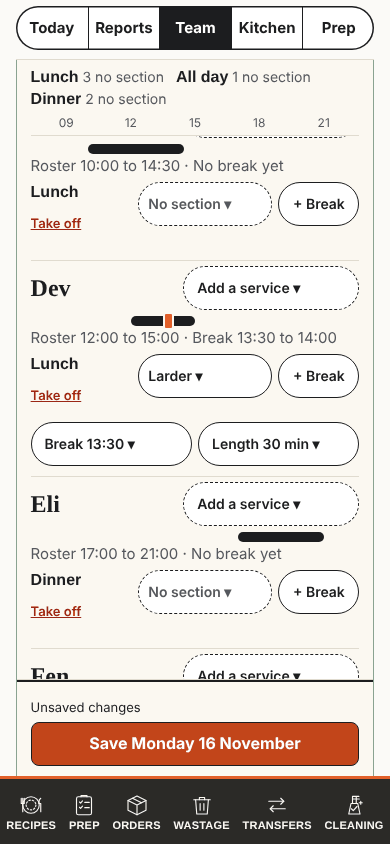 Today Reports Team Kitchen Prep
Lunch 3 no section All day 1 no section
Dinner 2 no section
09 12 15 18 21
Roster 10:00 to 14:30 · No break yet
Lunch
No section ▾ + Break
Take off
Dev Add a service ▾
Roster 12:00 to 15:00 · Break 13:30 to 14:00
Lunch
Larder ▾ + Break
Take off
Break 13:30 ▾ Length 30 min ▾
Eli Add a service ▾
Roster 17:00 to 21:00 · No break yet
Dinner
No section ▾ + Break
Take off
Fen Add a service ▾
Unsaved changes
Save Monday 16 November
RECIPES PREP ORDERS WASTAGE TRANSFERS CLEANING